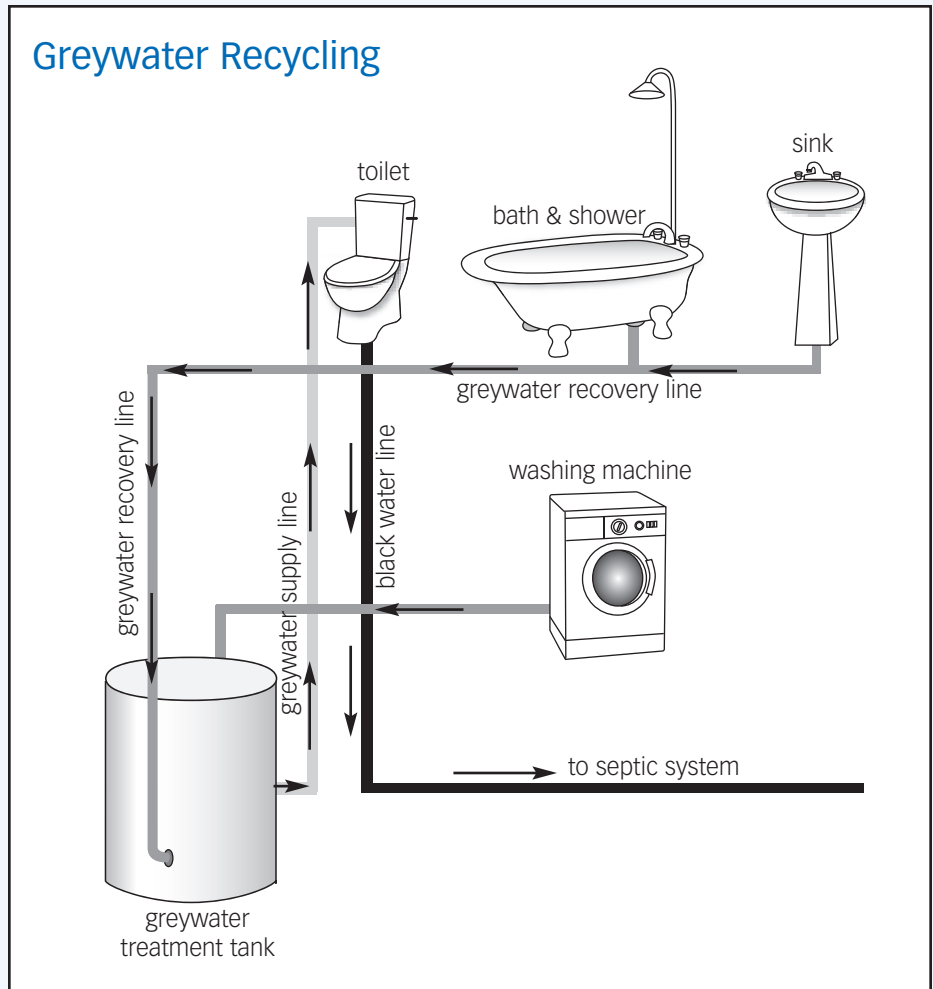 Greywater Recycling
sink
toilet
bath & shower
greywater recovery line
greywater recovery line
washing machine
black water line
greywater supply line
to septic system
greywater
treatment tank